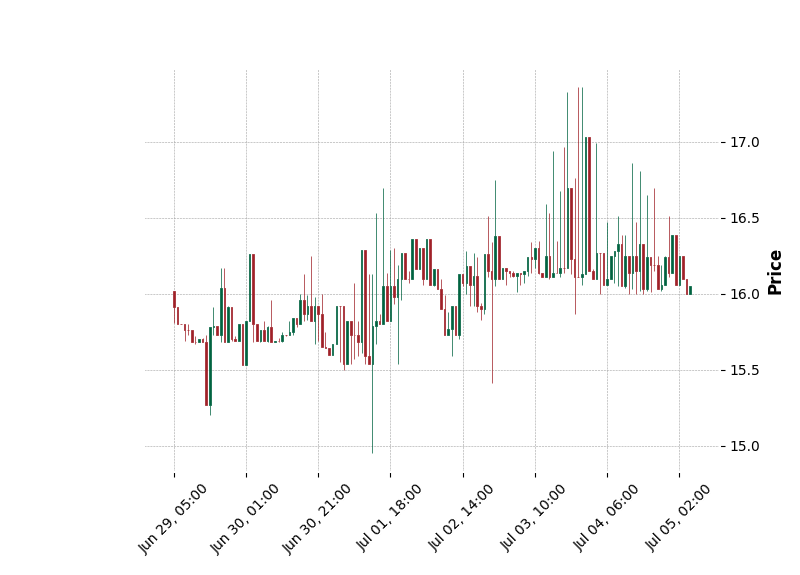 17.0
16.5
16.0
15.5
15.0
Price
Jun 29, 05:00
Jun 30, 01:00
Jun 30, 21:00
Jul 01, 18:00
Jul 02, 14:00
Jul 03, 10:00
Jul 04, 06:00
Jul 05, 02:00